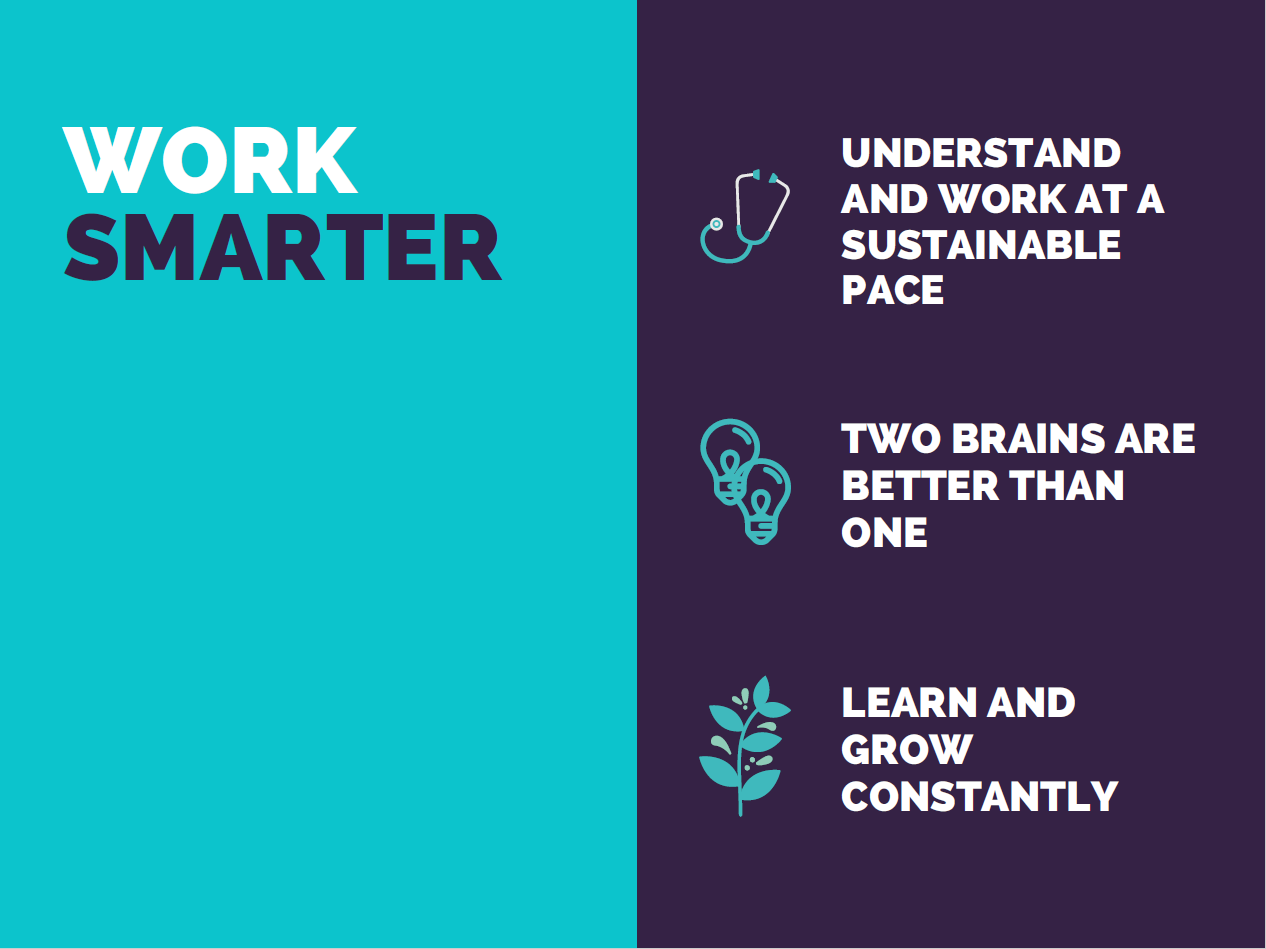 WORK
SMARTER
UNDERSTAND
AND WORK AT A
SUSTAINABLE
PACE
TWO BRAINS ARE
BETTER THAN
ONE
LEARN AND
GROW
CONSTANTLY